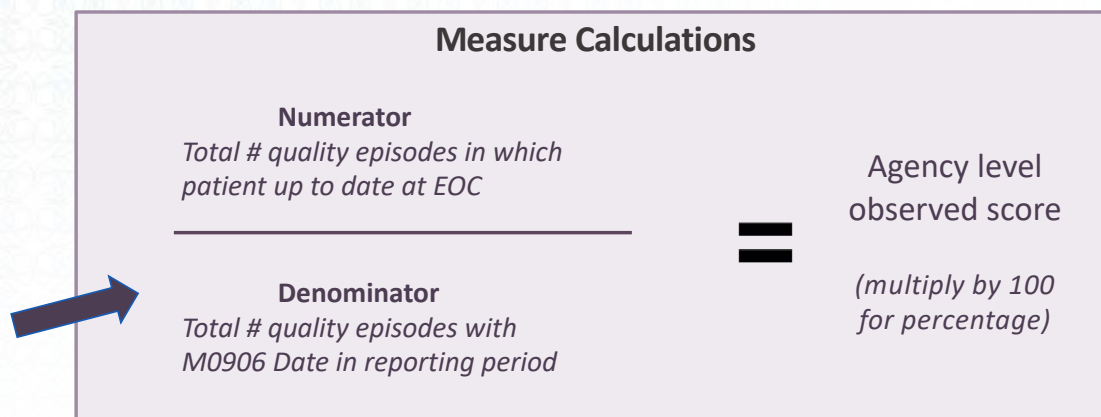 Measure Calculations
Numerator
Total # quality episodes in which
patient up to date at EOC
Denominator
Total # quality episodes with
M0906 Date in reporting period
=
Agency level
observed score
(multiply by 100
for percentage)